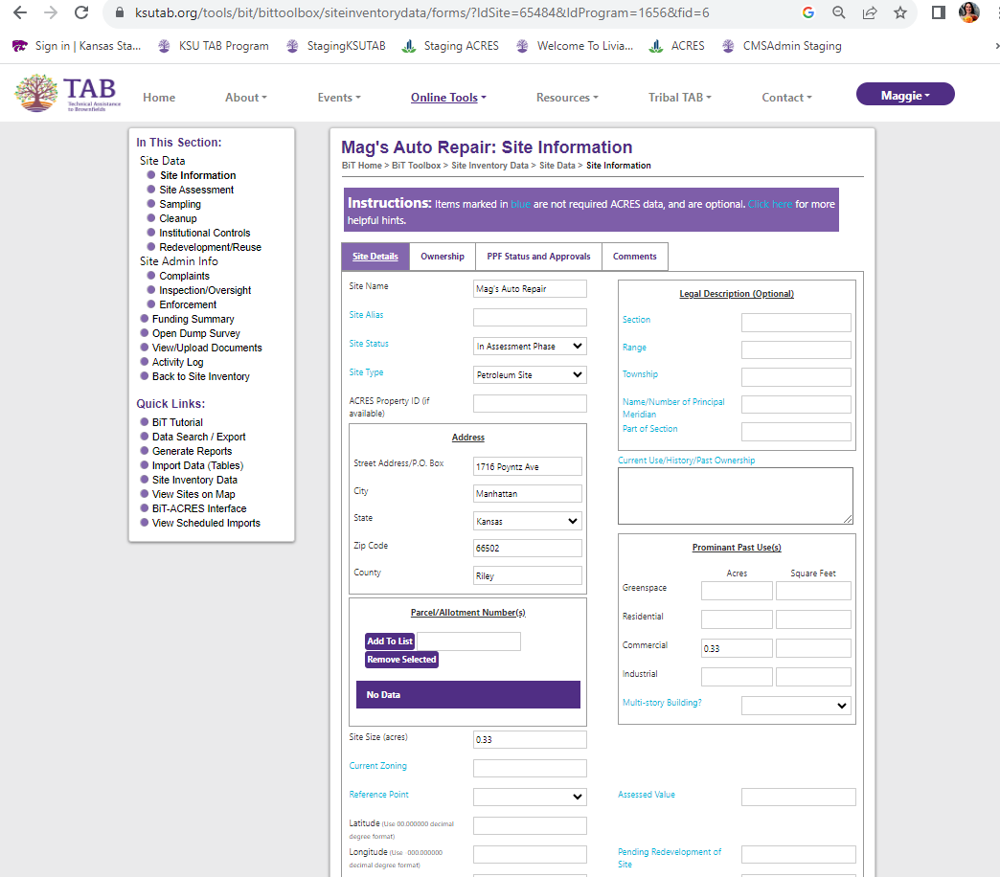 ksutab.org/tools/bit/bittoolbox/siteinventorydata/forms/?IdSite=65484&IdProgram=1656&fid=6
Sign in | Kansas Sta... KSU TAB Program StagingKSUTAB Staging ACRES Welcome To Livia... ACRES CMSAdmin Staging
TAB
Technical Assistance
to Brownfields
Home About Events Online Tools Resources Tribal TAB Contact Maggie
In This Section:
Site Data
Site Information
Site Assessment
Sampling
Cleanup
Institutional Controls
Redevelopment/Reuse
Site Admin Info
Complaints
Inspection/Oversight
Enforcement
Funding Summary
Open Dump Survey
View/Upload Documents
Activity Log
Back to Site Inventory
Quick Links:
BiT Tutorial
Data Search / Export
Generate Reports
Import Data (Tables)
Site Inventory Data
View Sites on Map
BiT-ACRES Interface
View Scheduled Imports
Mag's Auto Repair: Site Information
BiT Home > BiT Toolbox > Site Inventory Data > Site Data > Site Information
Instructions: Items marked in blue are not required ACRES data, and are optional. Click here for more
helpful hints.
Site Details Ownership PPF Status and Approvals Comments
Site Name Mag's Auto Repair
Site Alias
Site Status In Assessment Phase
Site Type Petroleum Site
ACRES Property ID (if
available)
Address
Street Address/P.O. Box 1716 Poyntz Ave
City Manhattan
State Kansas
Zip Code 66502
County Riley
Parcel/Allotment Number(s)
Add To List
Remove Selected
No Data
Site Size (acres) 0.33
Current Zoning
Reference Point
Latitude (Use 00.000000 decimal
degree format)
Longitude (Use -000.000000
decimal degree format)
Legal Description (Optional)
Section
Range
Township
Name/Number of Principal
Meridian
Part of Section
Current Use/History/Past Ownership
Prominant Past Use(s)
Acres Square Feet
Greenspace
Residential
Commercial 0.33
Industrial
Multi-story Building?
Assessed Value
Pending Redevelopment of
Site